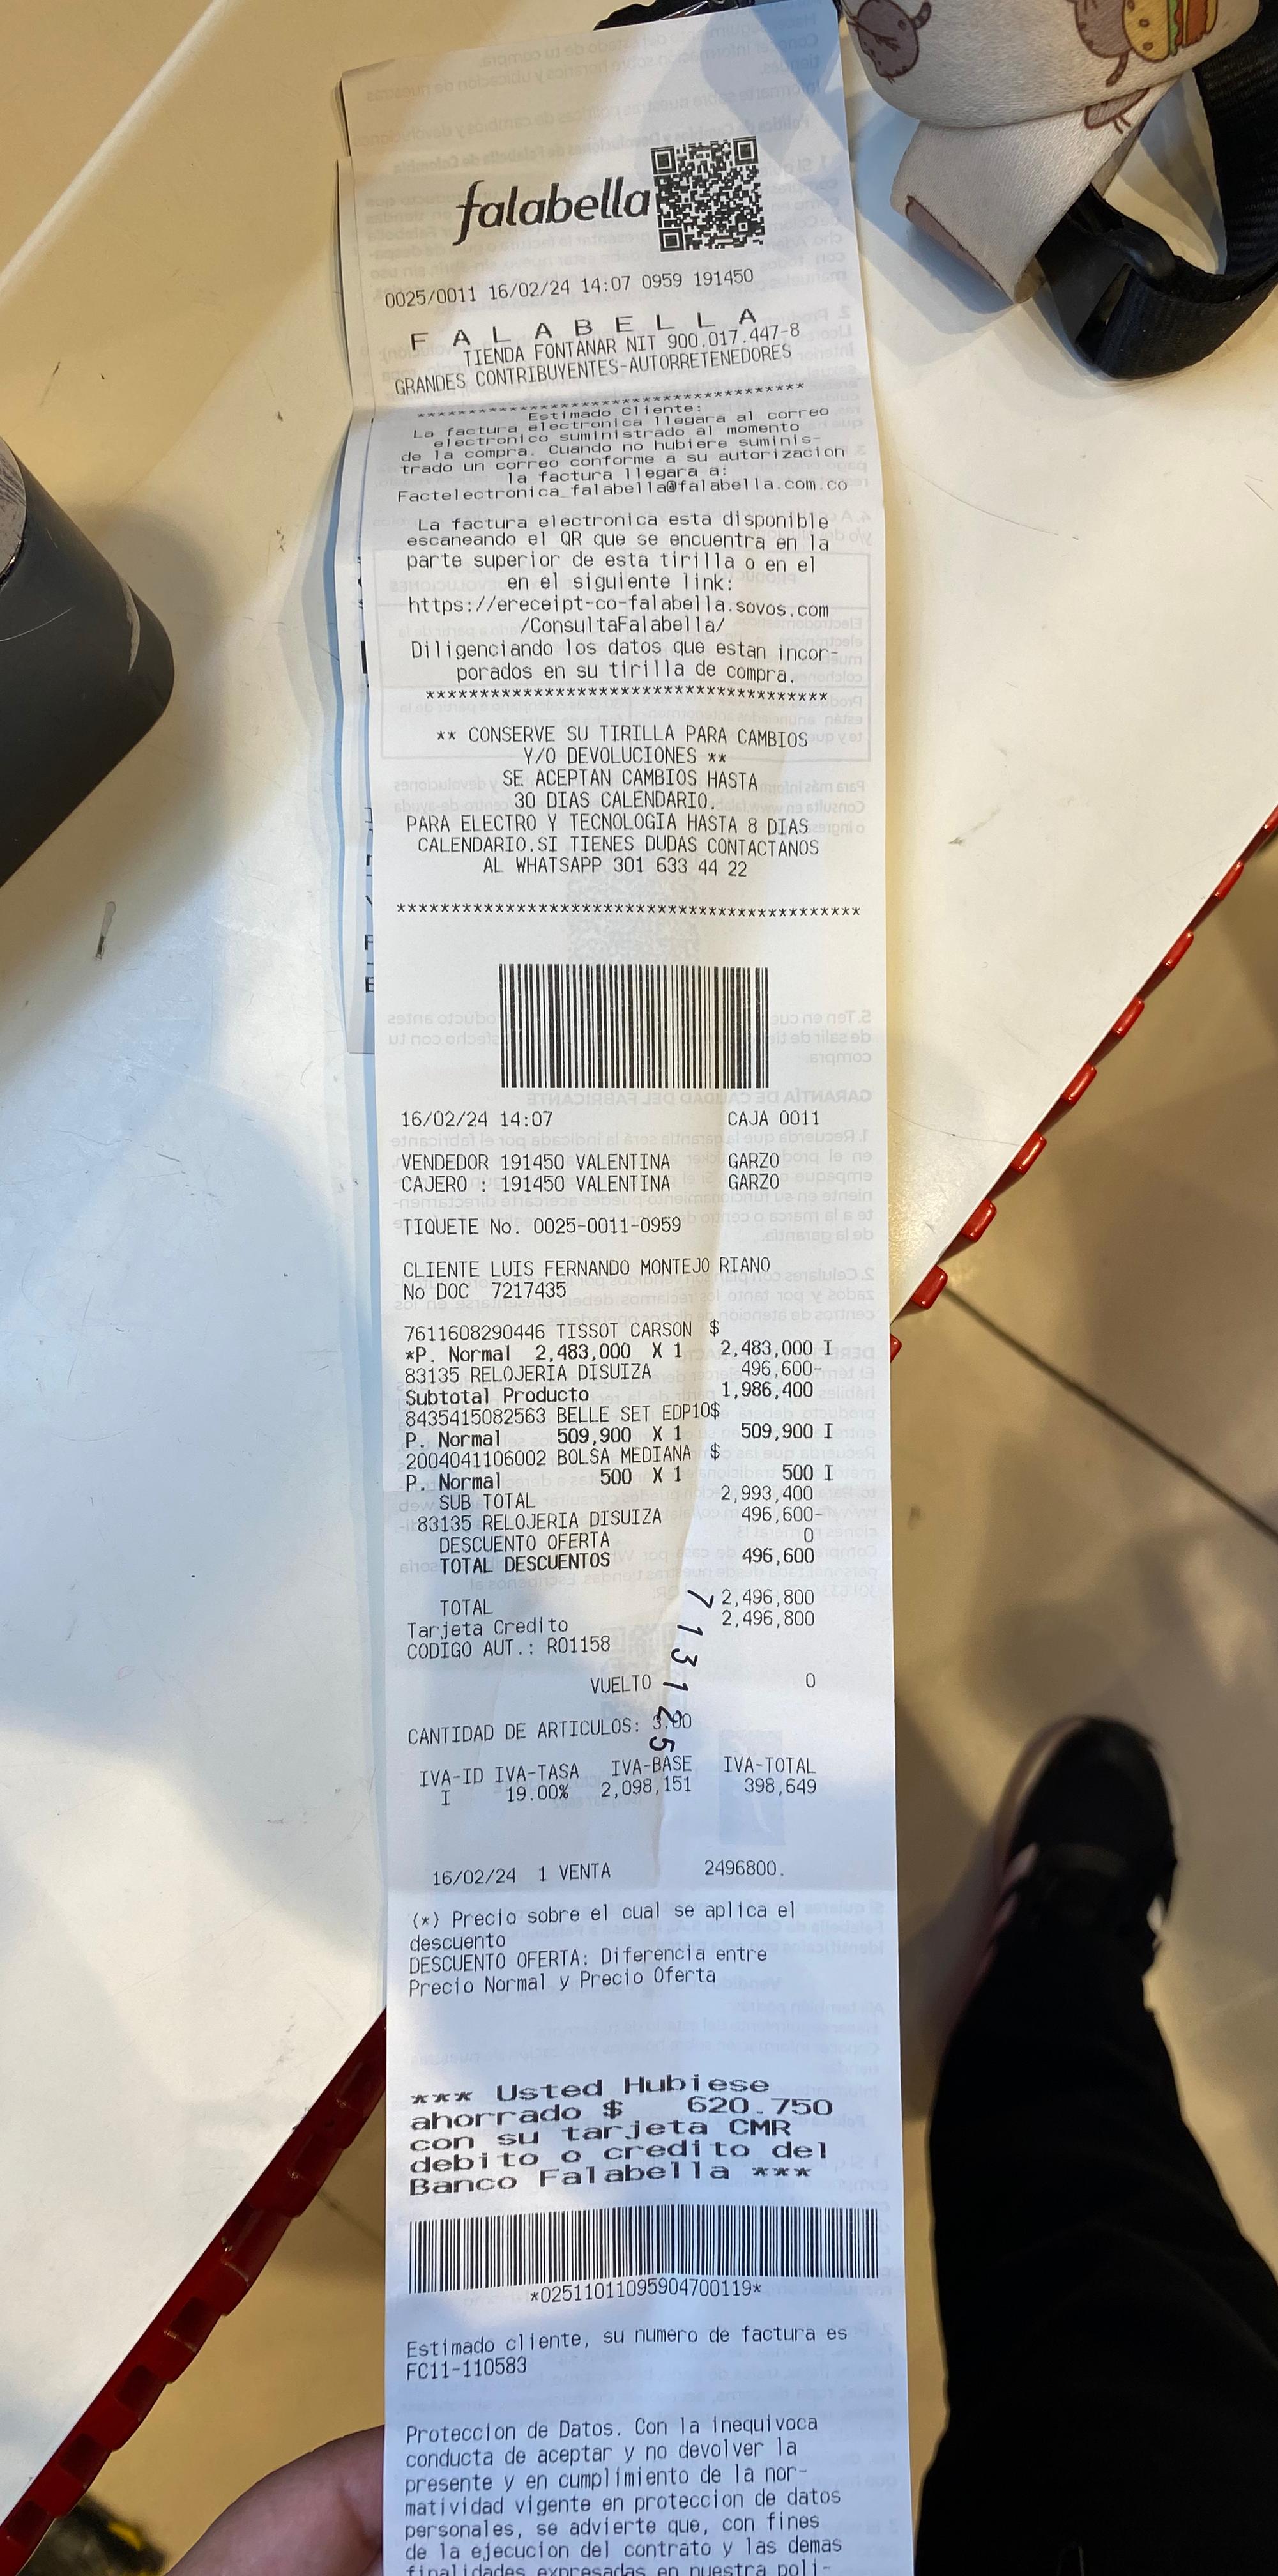 falabella
0025/0011 16/02/24 14:07 0959 191450
F A L A B E L L A
TIENDA FONTANAR NIT 900.017.447-8
GRANDES CONTRIBUYENTES-AUTORRETENEDORES
************************************
Estimado Cliente:
La factura electronica llegara al correo
electronico suministrado al momento
de la compra. Cuando no hubiere suminis-
trado un correo conforme a su autorizacion
la factura llegara a:
Factelectronica_falabella@falabella.com.co
La factura electronica esta disponible
escaneando el QR que se encuentra en la
parte superior de esta tirilla o en el
en el siguiente link:
https://ereceipt-co-falabella.sovos.com
/ConsultaFalabella/
Diligenciando los datos que estan incor-
porados en su tirilla de compra.
*************************************
** CONSERVE SU TIRILLA PARA CAMBIOS
Y/O DEVOLUCIONES **
SE ACEPTAN CAMBIOS HASTA
30 DIAS CALENDARIO.
PARA ELECTRO Y TECNOLOGIA HASTA 8 DIAS
CALENDARIO.SI TIENES DUDAS CONTACTANOS
AL WHATSAPP 301 633 44 22
*******************************************
16/02/24 14:07 CAJA 0011
VENDEDOR 191450 VALENTINA GARZO
CAJERO : 191450 VALENTINA GARZO
TIQUETE No. 0025-0011-0959
CLIENTE LUIS FERNANDO MONTEJO RIANO
No DOC 7217435
7611608290446 TISSOT CARSON $
*P. Normal 2,483,000 X 1 2,483,000 I
83135 RELOJERIA DISUIZA 496,600-
Subtotal Producto 1,986,400
8435415082563 BELLE SET EDP10$
P. Normal 509,900 X 1 509,900 I
2004041106002 BOLSA MEDIANA $
P. Normal 500 X 1 500 I
SUB TOTAL 2,993,400
83135 RELOJERIA DISUIZA 496,600-
DESCUENTO OFERTA 0
TOTAL DESCUENTOS 496,600
TOTAL 2,496,800
Tarjeta Credito 2,496,800
CODIGO AUT.: R01158
713125
VUELTO 0
CANTIDAD DE ARTICULOS: 3.00
IVA-ID IVA-TASA IVA-BASE IVA-TOTAL
I 19.00% 2,098,151 398,649
16/02/24 1 VENTA 2496800.
(*) Precio sobre el cual se aplica el
descuento
DESCUENTO OFERTA: Diferencia entre
Precio Normal y Precio Oferta
*** Usted Hubiese
ahorrado $ 620.750
con su tarjeta CMR
debito o credito del
Banco Falabella ***
*02511011095904700119*
Estimado cliente, su numero de factura es
FC11-110583
Proteccion de Datos. Con la inequivoca
conducta de aceptar y no devolver la
presente y en cumplimiento de la nor-
matividad vigente en proteccion de datos
personales, se advierte que, con fines
de la ejecucion del contrato y las demas
finalidades expresadas en nuestra poli-